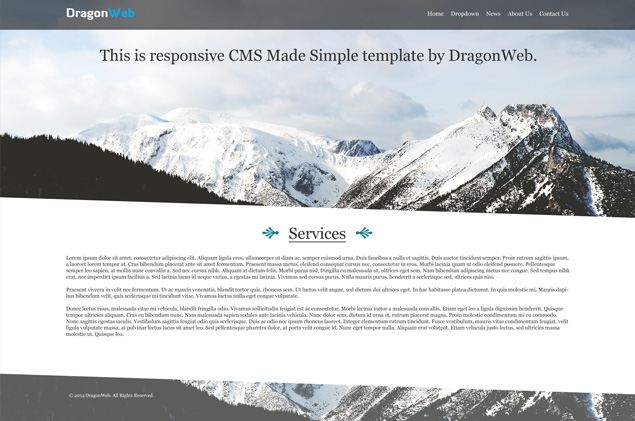 DragonWeb
Home Dropdown News About Us Contact Us
This is responsive CMS Made Simple template by DragonWeb.
Services
Lorem ipsum dolor sit amet, consectetur adipiscing elit. Aliquam ligula eros, ullamcorper ut diam ac, semper euismod urna. Duis faucibus a nulla et sagittis. Duis auctor tincidunt semper. Proin rutrum sagittis ipsum,
a laoreet lorem tempor at. Cras bibendum placerat ante sit amet fermentum. Praesent massa metus, eleifend consequat cursus nec, consectetur in eros. Morbi lacinia quam ut odio eleifend posuere. Pellentesque
semper leo sapien, at mollis nunc convallis a. Sed nec cursus nibh. Aliquam at dictum felis. Morbi purus nisl, fringilla eu malesuada ut, ultrices eget sem. Nam bibendum adipiscing metus nec congue. Sed tempus nibh
erat, nec imperdiet ipsum facilisis a. Sed lacinia lacus id neque varius, a egestas mi lacinia. Vivamus sed cursus purus. Nulla mauris purus, hendrerit a scelerisque sed, ultrices quis nisi.
Praesent viverra in velit nec fermentum. Ut ac mauris venenatis, blandit tortor quis, rhoncus sem. Ut luctus velit augue, sed dictum dui ultrices eget. In hac habitasse platea dictumst. In quis molestie mi. Mauris dapi-
bus bibendum velit, quis scelerisque mi tincidunt vitae. Vivamus luctus nulla eget congue vulputate.
Donec lectus risus, malesuada vitae mi vehicula, blandit fringilla odio. Vivamus sollicitudin feugiat est ac consectetur. Morbi lacinia tortor a malesuada convallis. Etiam eget leo a ligula dignissim hendrerit. Quisque
tempor ultricies aliquam. Cras eu bibendum nunc. Nam malesuada sapien sodales ante lacinia vehicula. Nunc dolor sem, dictum id urna et, rutrum placerat magna. Proin molestie condimentum mi eu commodo.
Nunc sagittis egestas iaculis. Vestibulum sagittis feugiat odio quis scelerisque. Duis ac odio nec ipsum rhoncus laoreet. Integer elementum rutrum tincidunt. Fusce vestibulum, mauris vitae condimentum feugiat, velit
ligula vulputate massa, at pulvinar lectus lacus sit amet leo. Sed pellentesque pharetra dolor, at porta velit congue id. Nunc eget tempor nulla. Aliquam erat volutpat. Etiam vehicula justo lectus, sed ultricies massa
molestie ut. Quisque leo.
© 2014 DragonWeb. All Rights Reserved.